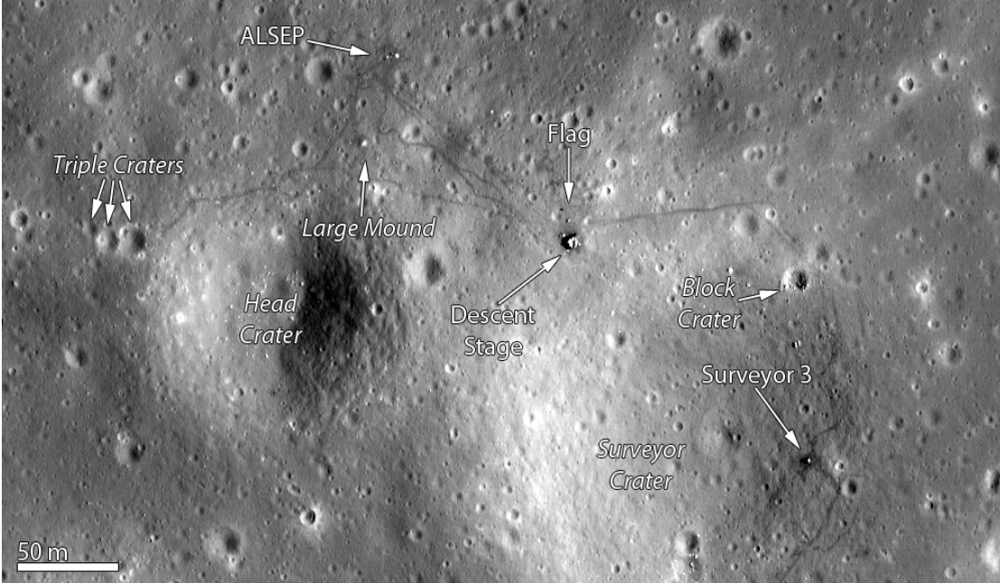 ALSEP
Flag
Triple Craters
Large Mound
Head
Crater
Descent
Stage
Block
Crater
Surveyor 3
Surveyor
Crater
50 m